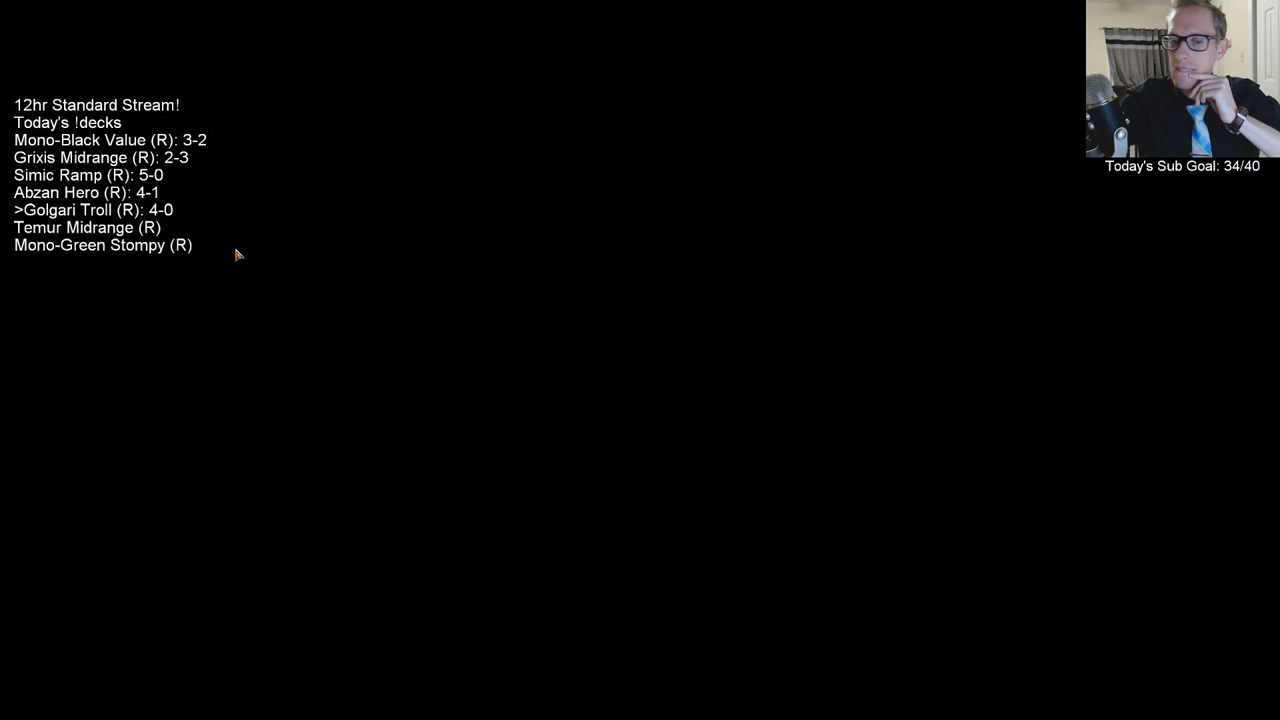 12hr Standard Stream!
Today's !decks
Mono-Black Value (R): 3-2
Grixis Midrange (R): 2-3
Simic Ramp (R): 5-0
Abzan Hero (R): 4-1
>Golgari Troll (R): 4-0
Temur Midrange (R)
Mono-Green Stompy (R)
Today's Sub Goal: 34/40